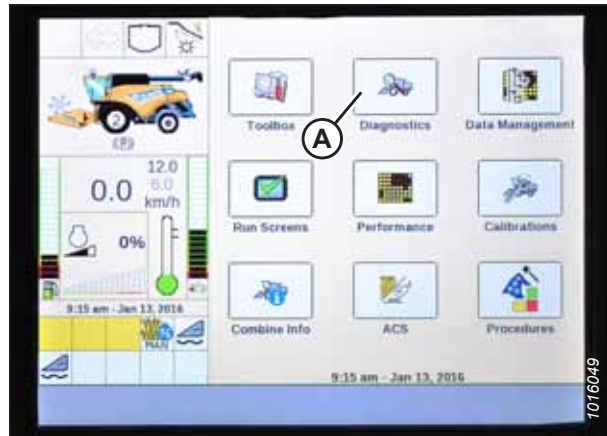 Toolbox
Diagnostics
Data Management
A
2
(P)
12.0
0.0
6.0
km/h
Run Screens
Performance
Calibrations
0%
9:15 am - Jan 13, 2016
MAN
Combine Info
ACS
Procedures
9:15 am - Jan 13, 2016
1016049